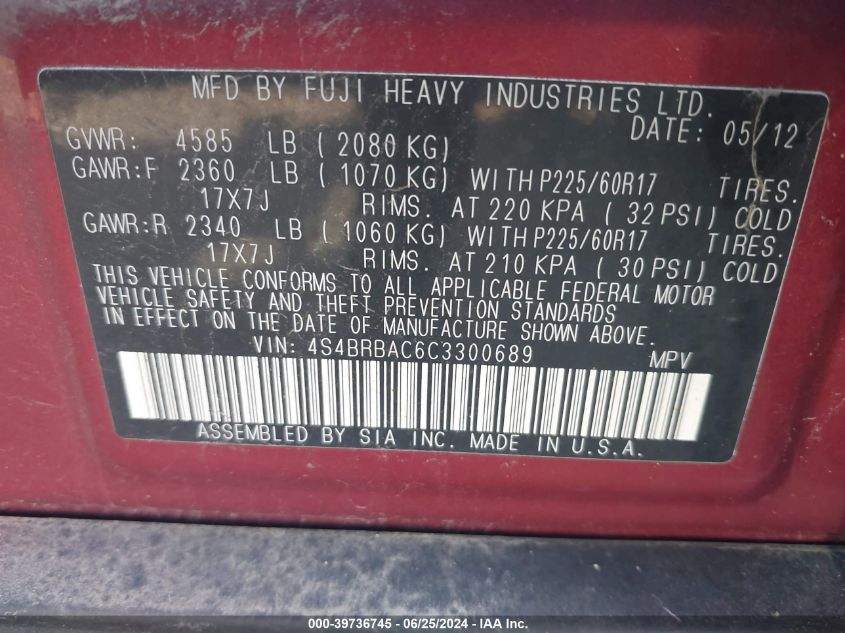 MFD BY FUJI HEAVY INDUSTRIES LTD.
DATE: 05/12
GVWR: 4585 LB ( 2080 KG)
GAWR:F 2360 LB ( 1070 KG) WITH P225/60R17 TIRES.
17X7J RIMS. AT 220 KPA ( 32 PSI) COLD
GAWR:R 2340 LB ( 1060 KG) WITH P225/60R17 TIRES.
17X7J RIMS. AT 210 KPA ( 30 PSI) COLD
THIS VEHICLE CONFORMS TO ALL APPLICABLE FEDERAL MOTOR
VEHICLE SAFETY AND THEFT PREVENTION STANDARDS
IN EFFECT ON THE DATE OF MANUFACTURE SHOWN ABOVE.
VIN: 4S4BRBAC6C3300689 MPV
ASSEMBLED BY SIA INC. MADE IN U.S.A.
000-39736745 - 06/25/2024 - IAAI.com